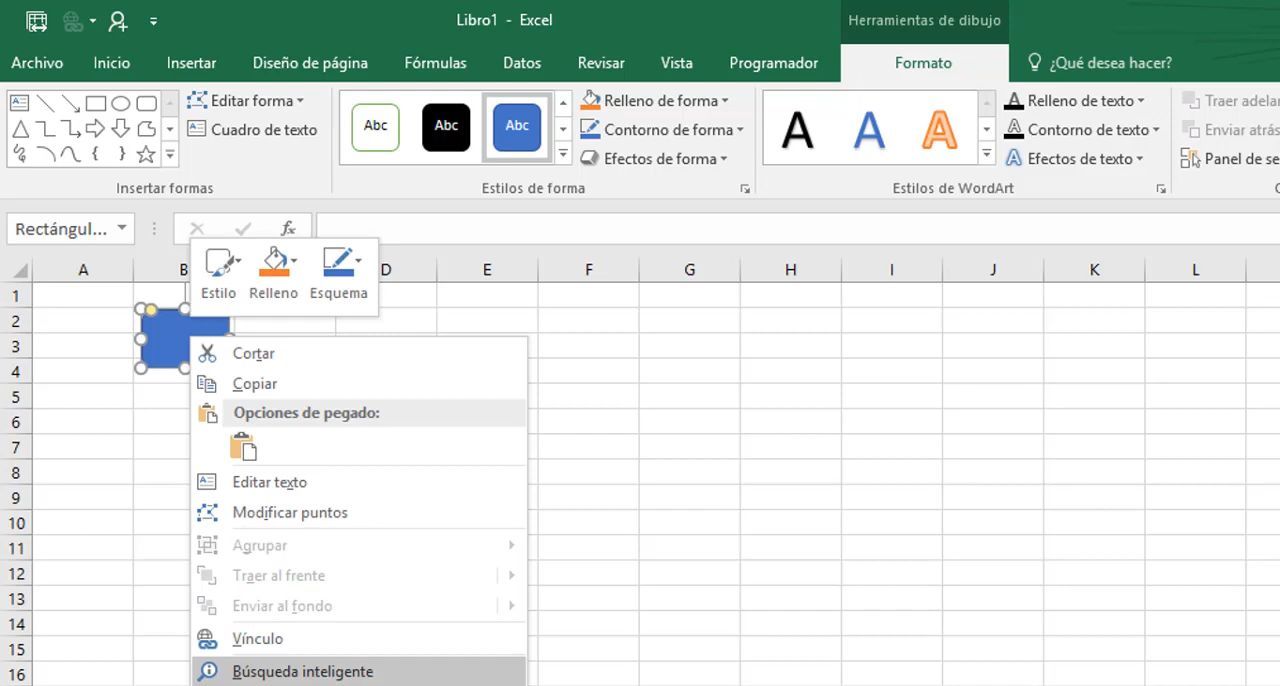 Libro1 - Excel
Herramientas de dibujo
Archivo Inicio Insertar Diseño de página Fórmulas Datos Revisar Vista Programador Formato ¿Qué desea hacer?
Editar forma
Cuadro de texto
Insertar formas
Abc Abc Abc
Relleno de forma
Contorno de forma
Efectos de forma
Estilos de forma
A A A
Relleno de texto
Contorno de texto
Efectos de texto
Estilos de WordArt
Traer adelan
Enviar atrás
Panel de se
Rectángul... fx
Estilo Relleno Esquema
A B D E F G H I J K L
1
2
3
4
5
6
7
8
9
10
11
12
13
14
15
16
Cortar
Copiar
Opciones de pegado:
Editar texto
Modificar puntos
Agrupar
Traer al frente
Enviar al fondo
Vínculo
Búsqueda inteligente